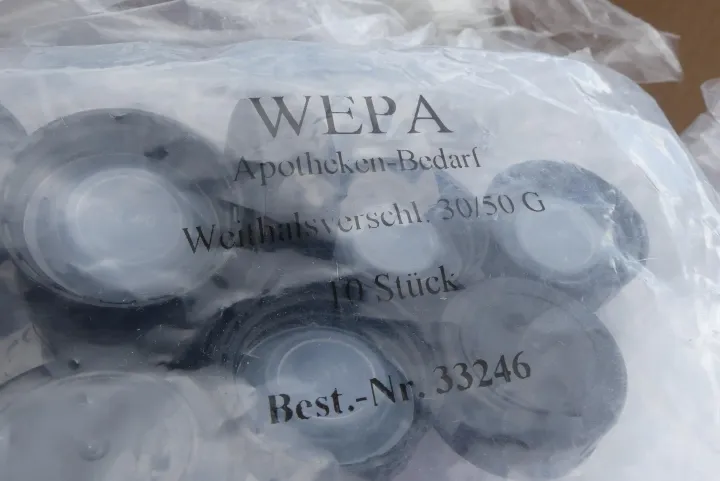 WEPA
Apotheken-Bedarf
Weithalsverschl. 30/50 G
10 Stück
Best.-Nr. 33246